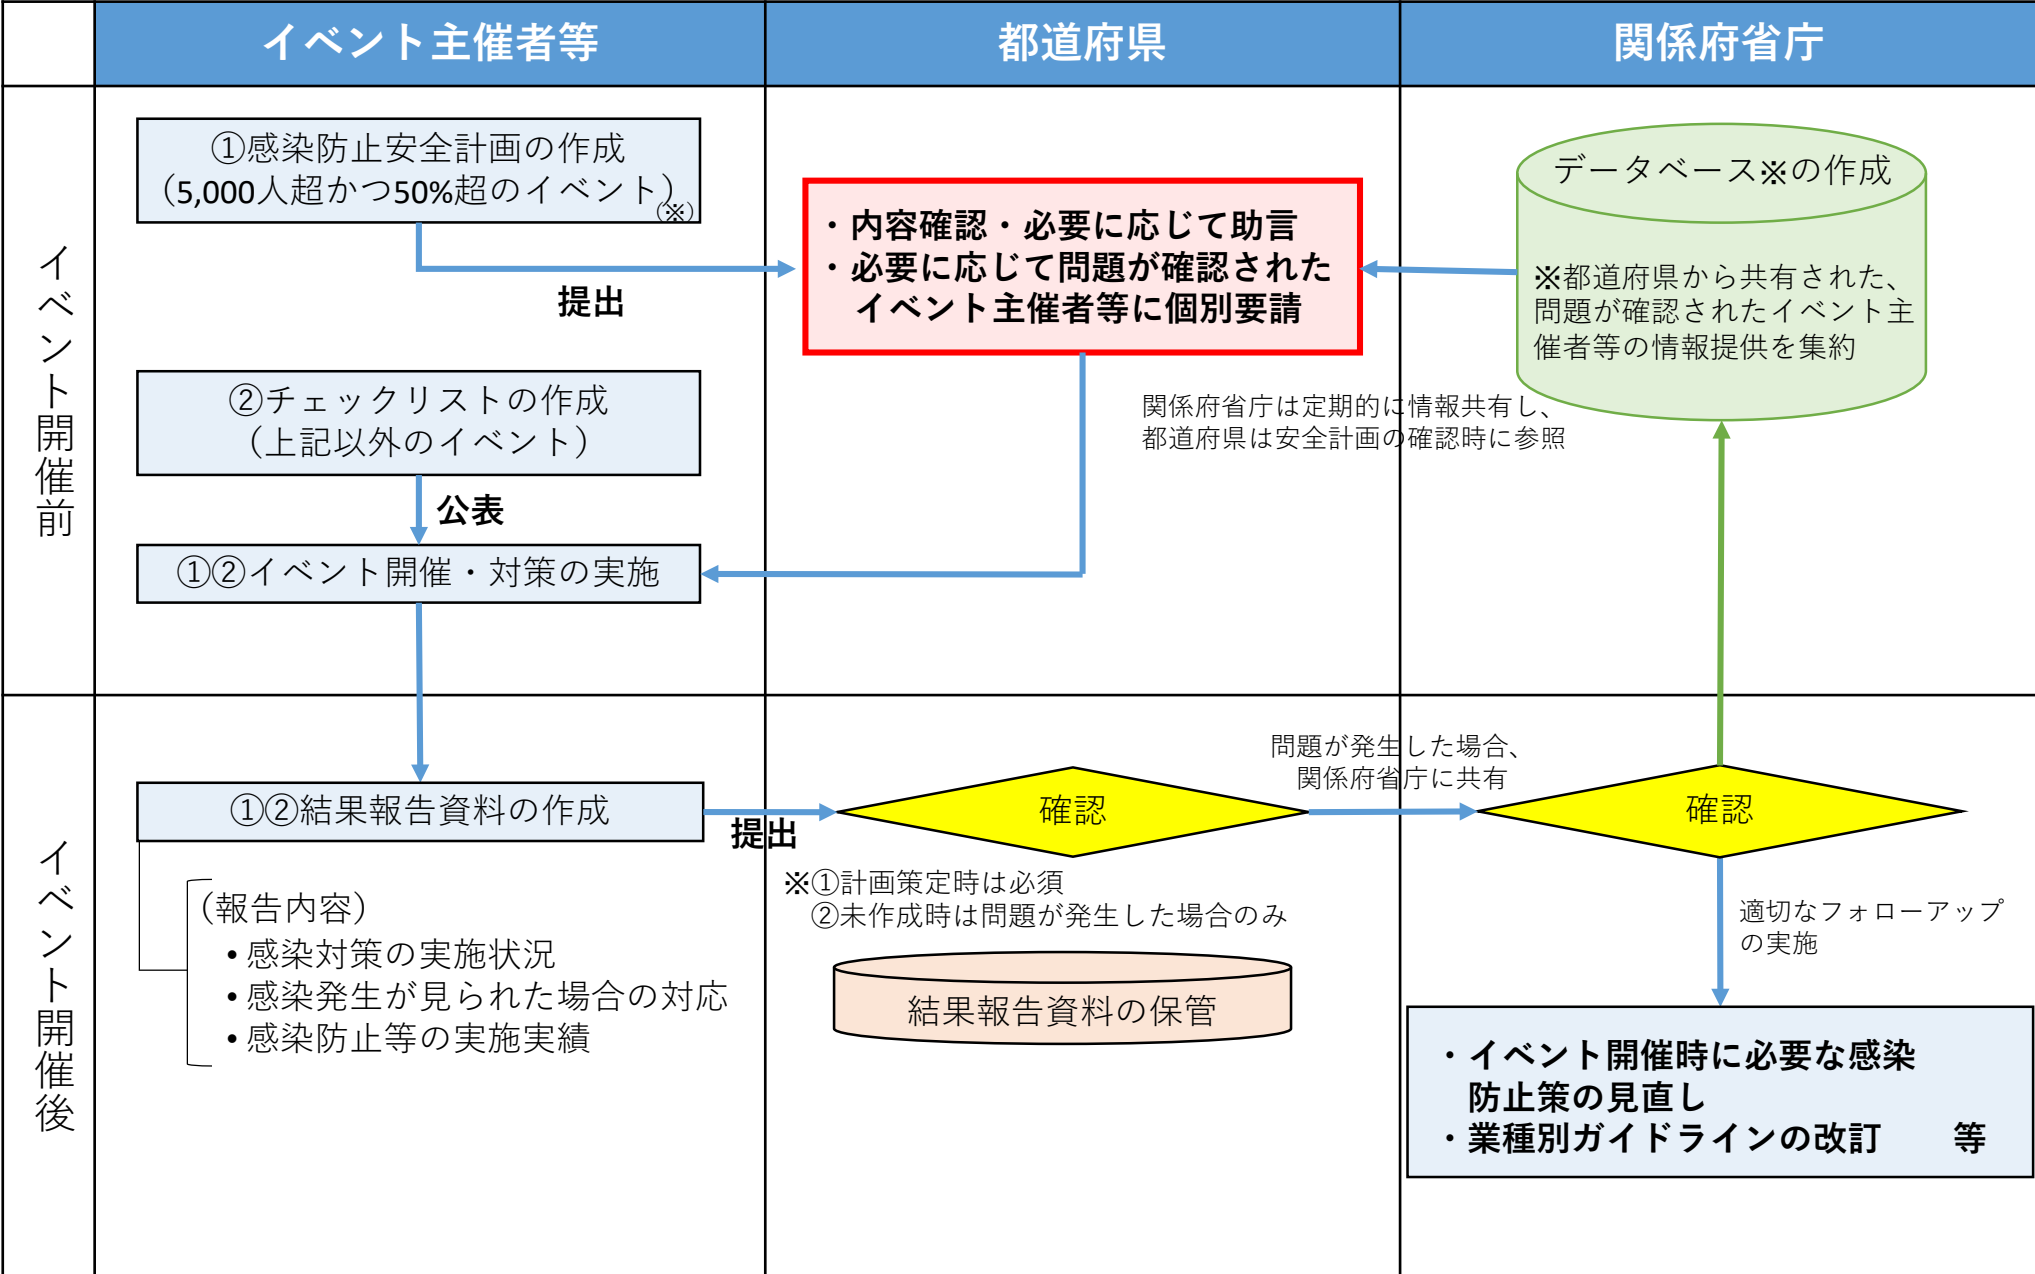 イベント主催者等
都道府県
関係府省庁
イベント開催前
①感染防止安全計画の作成
（5,000人超かつ50%超のイベント）
（※）
提出
・内容確認・必要に応じて助言
・必要に応じて問題が確認された
イベント主催者等に個別要請
データベース※の作成
※都道府県から共有された、
問題が確認されたイベント主
催者等の情報提供を集約
②チェックリストの作成
（上記以外のイベント）
公表
関係府省庁は定期的に情報共有し、
都道府県は安全計画の確認時に参照
①②イベント開催・対策の実施
イベント開催後
①②結果報告資料の作成
提出
確認
問題が発生した場合、
関係府省庁に共有
確認
※①計画策定時は必須
②未作成時は問題が発生した場合のみ
（報告内容）
• 感染対策の実施状況
• 感染発生が見られた場合の対応
• 感染防止等の実施実績
結果報告資料の保管
適切なフォローアップ
の実施
・イベント開催時に必要な感染
防止策の見直し
・業種別ガイドラインの改訂　　等